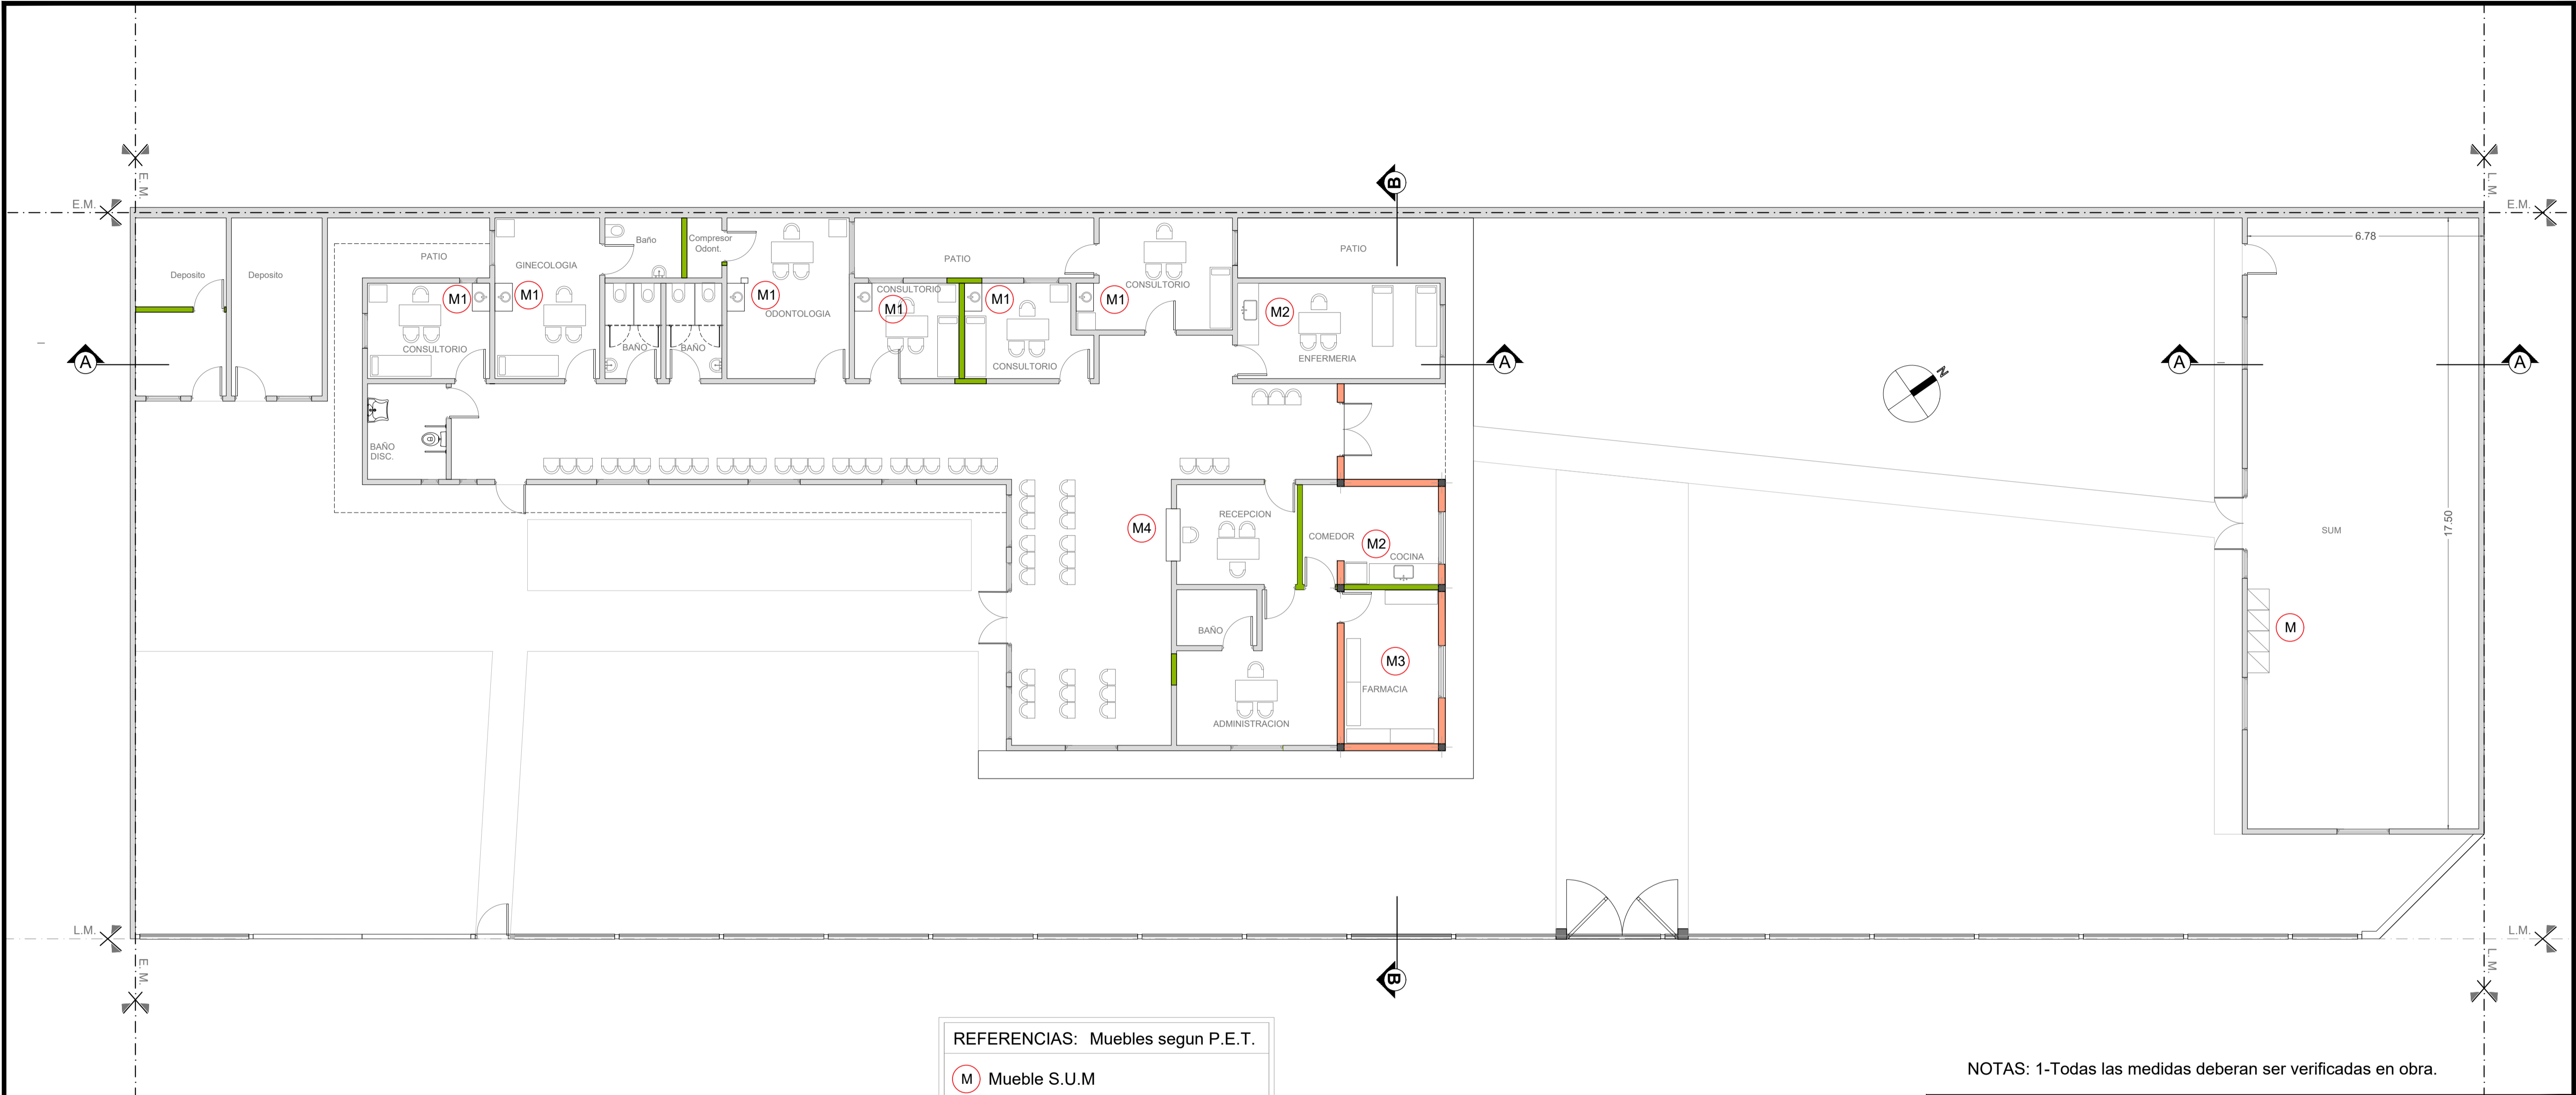 B
E. M.
L. M.
E.M.
E.M.
6.78
Baño
Compresor
Odont.
PATIO
PATIO
PATIO
GINECOLOGIA
Deposito
Deposito
CONSULTORIO
CONSULTORIO
M1
M1
M1
M1
M1
M1
M2
ODONTOLOGIA
CONSULTORIO
BAÑO
BAÑO
CONSULTORIO
ENFERMERIA
A
A
A
A
N
BAÑO
DISC.
RECEPCION
M4
COMEDOR
M2
COCINA
SUM
17.50
BAÑO
M
M3
FARMACIA
ADMINISTRACION
L.M.
L.M.
E. M.
L. M.
B
REFERENCIAS: Muebles segun P.E.T.
M Mueble S.U.M
NOTAS: 1-Todas las medidas deberan ser verificadas en obra.